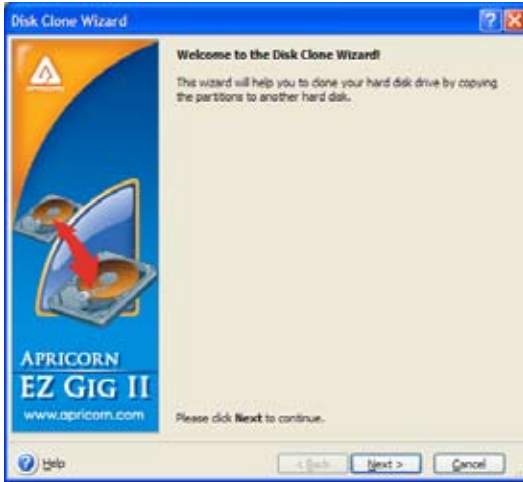 Disk Clone Wizard
Welcome to the Disk Clone Wizard!
This wizard will help you to clone your hard disk drive by copying
the partitions to another hard disk.
APRICORN
EZ GIG II
www.apricorn.com
Please click Next to continue.
Help
< Back
Next >
Cancel